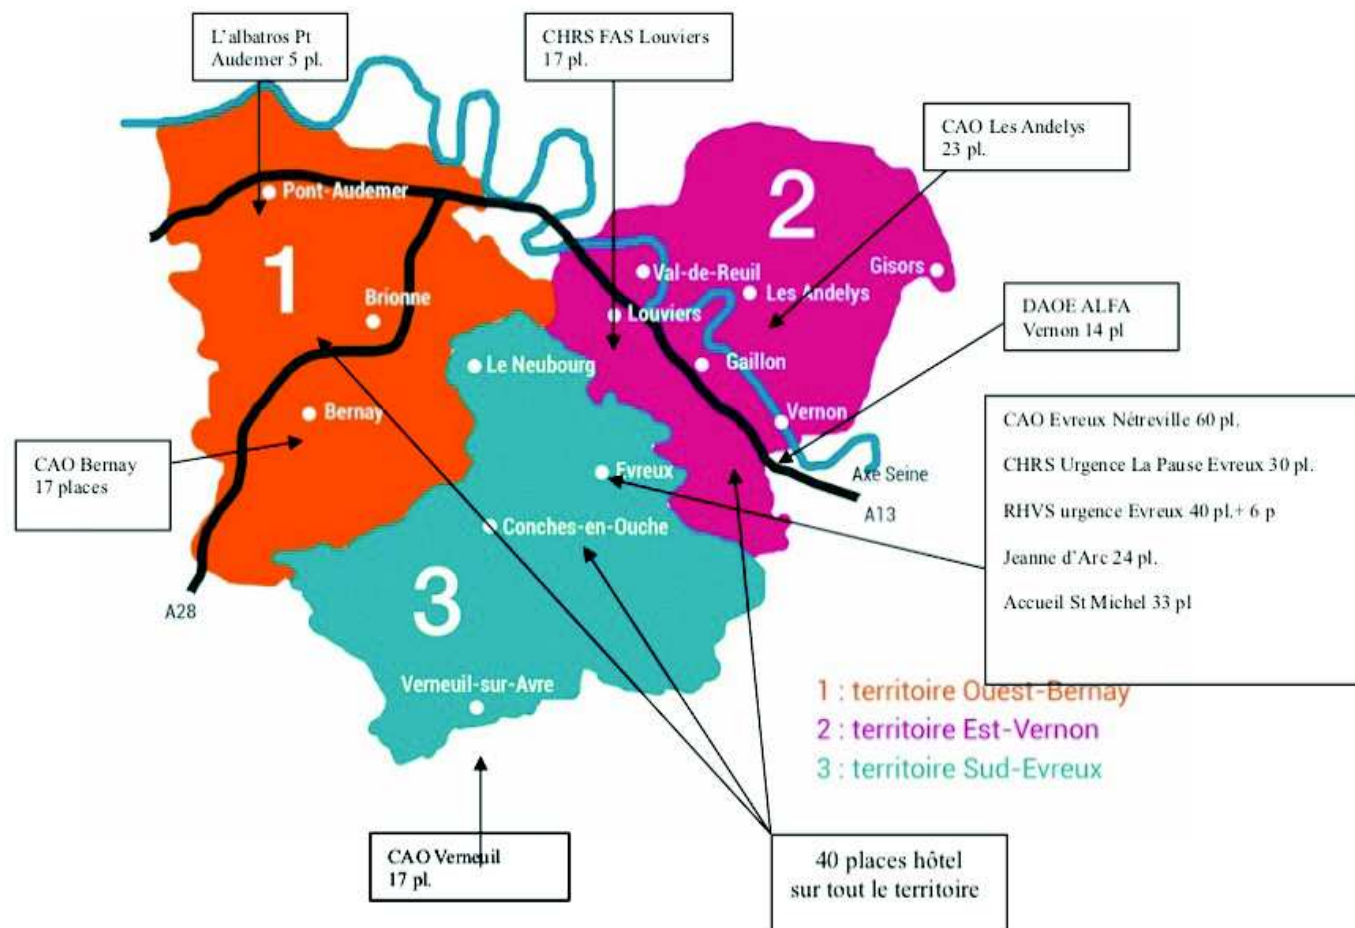 L'albatros Pt
Audemer 5 pl.
CHRS FAS Louviers
17 pl.
CAO Les Andelys
23 pl.
2
Pont-Audemer
1
Val-de-Reuil
Gisors
Les Andelys
Brionne
Louviers
DAOE ALFA
Vernon 14 pl
Le Neubourg
Gaillon
Bernay
Vernon
CAO Evreux Nétreville 60 pl.
CHRS Urgence La Pause Evreux 30 pl.
RHVS urgence Evreux 40 pl.+ 6 p
Jeanne d'Arc 24 pl.
Accueil St Michel 33 pl
CAO Bernay
17 places
Evreux
Axe Seine
A13
Conches-en-Ouche
A28
3
Verneuil-sur-Avre
1 : territoire Ouest-Bernay
2 : territoire Est-Vernon
3 : territoire Sud-Evreux
CAO Verneuil
17 pl.
40 places hôtel
sur tout le territoire